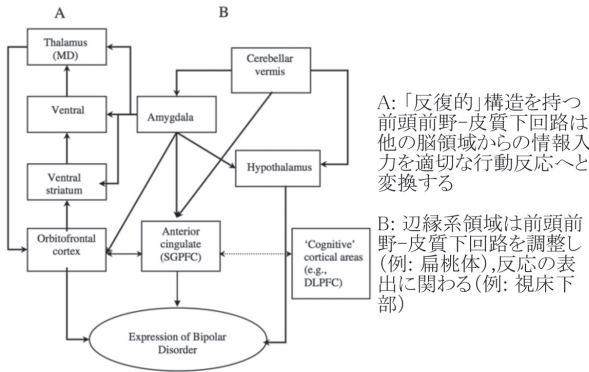 A
B
Thalamus
(MD)
Cerebellar
vermis
Ventral
Amygdala
Ventral
striatum
Hypothalamus
Orbitofrontal
cortex
Anterior
cingulate
(SGPFC)
'Cognitive'
cortical areas
(e.g.,
DLPFC)
Expression of Bipolar
Disorder
A: 「反復的」構造を持つ
前頭前野−皮質下回路は
他の脳領域からの情報入
力を適切な行動反応へと
変換する
B: 辺縁系領域は前頭前
野−皮質下回路を調整し
(例: 扁桃体),反応の表
出に関わる(例: 視床下
部)